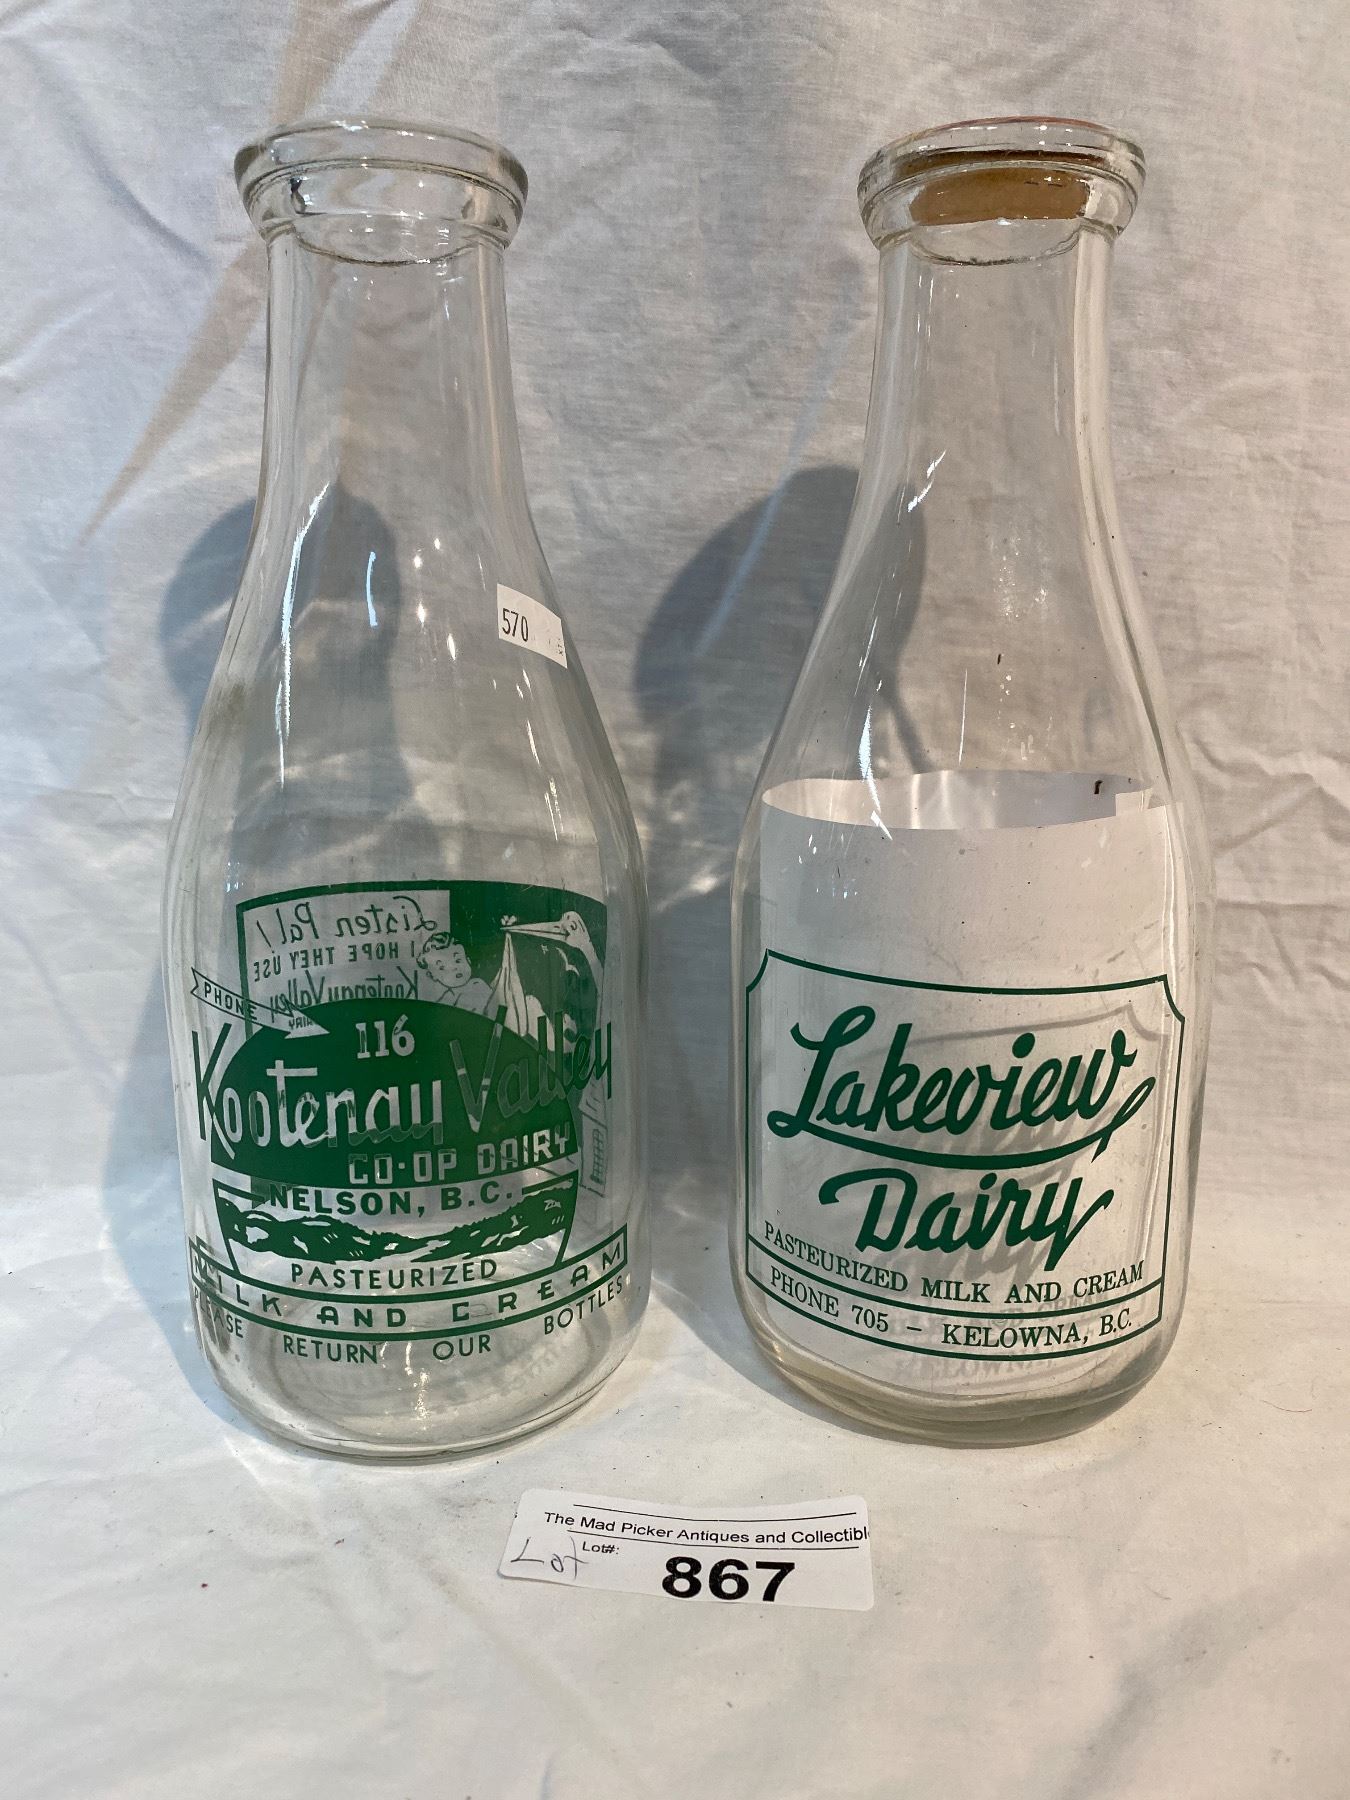 570
Listen Pal!
I HOPE THEY USE
Kootenay Valley
DAIRY
PHONE
116
Kootenay Valley
CO-OP DAIRY
NELSON, B.C.
PASTEURIZED
MILK AND CREAM
PLEASE RETURN OUR BOTTLES
Lakeview
Dairy
PASTEURIZED MILK AND CREAM
PHONE 705 – KELOWNA, B.C.
The Mad Picker Antiques and Collectibl
Lot#:
Lot 867